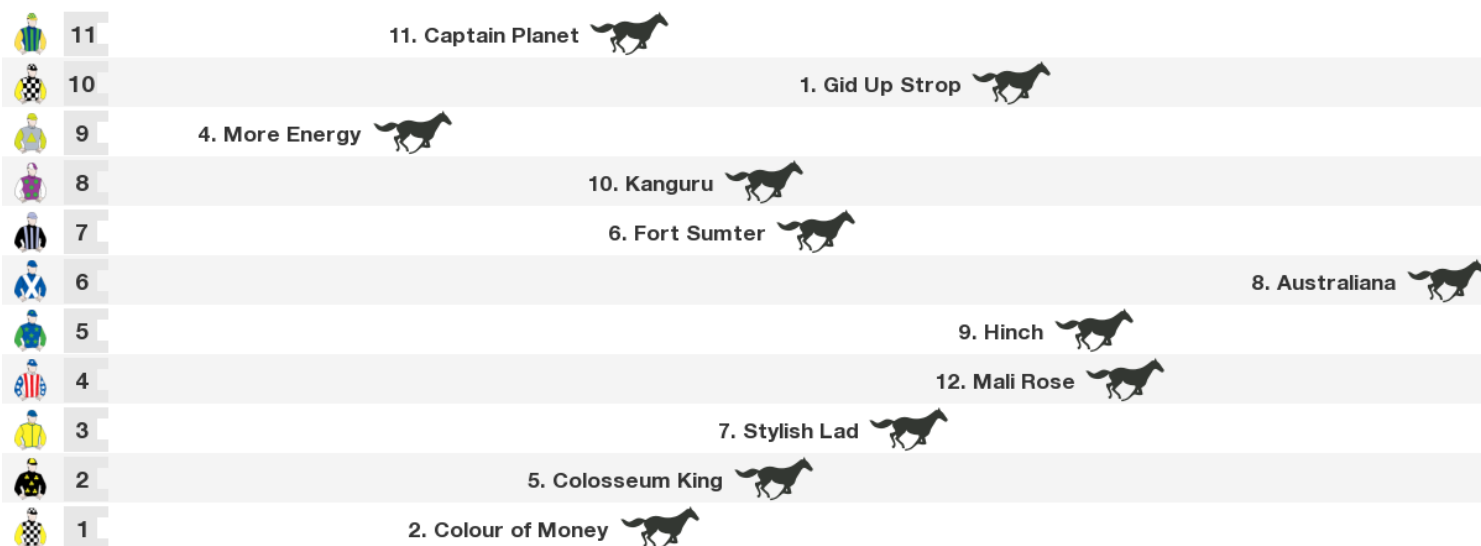 11 11. Captain Planet
10 1. Gid Up Strop
9 4. More Energy
8 10. Kanguru
7 6. Fort Sumter
6 8. Australiana
5 9. Hinch
4 12. Mali Rose
3 7. Stylish Lad
2 5. Colosseum King
1 2. Colour of Money